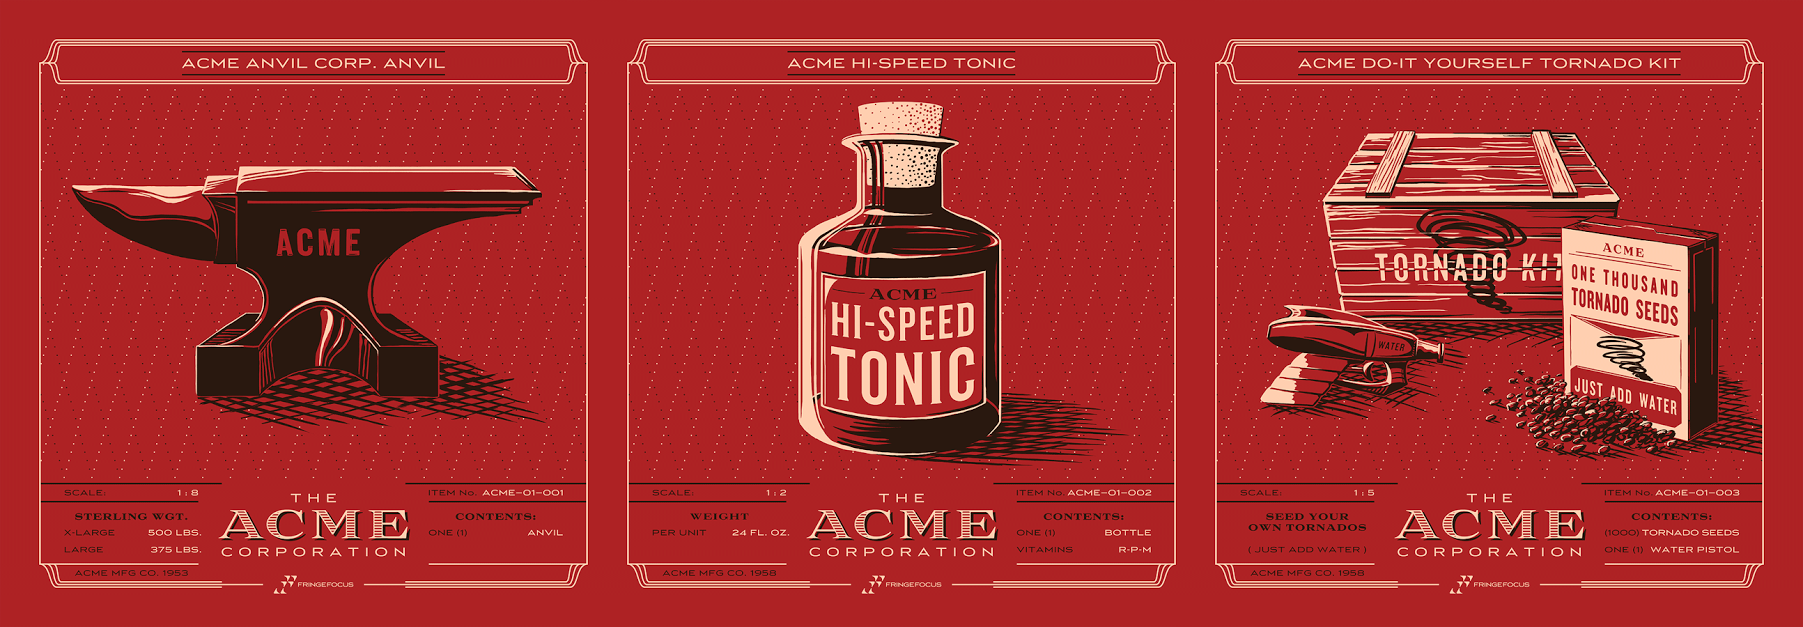 ACME ANVIL CORP. ANVIL
ACME
SCALE: 1 : 8
STERLING WGT.
X-LARGE 500 LBS.
LARGE 375 LBS.
ACME MFG CO. 1953
THE
ACME
CORPORATION
FRINGEFOCUS
ITEM No. ACME-01-001
CONTENTS:
ONE (1) ANVIL
ACME HI-SPEED TONIC
ACME
HI-SPEED
TONIC
SCALE: 1 : 2
WEIGHT
PER UNIT 24 FL. OZ.
ACME MFG CO. 1958
THE
ACME
CORPORATION
FRINGEFOCUS
ITEM No. ACME-01-002
CONTENTS:
ONE (1) BOTTLE
VITAMINS R-P-M
ACME DO-IT YOURSELF TORNADO KIT
TORNADO KIT
ACME
ONE THOUSAND
TORNADO SEEDS
JUST ADD WATER
WATER
SCALE: 1 : 5
SEED YOUR
OWN TORNADOS
( JUST ADD WATER )
ACME MFG CO. 1958
THE
ACME
CORPORATION
FRINGEFOCUS
ITEM No. ACME-01-003
CONTENTS:
(1000) TORNADO SEEDS
ONE (1) WATER PISTOL